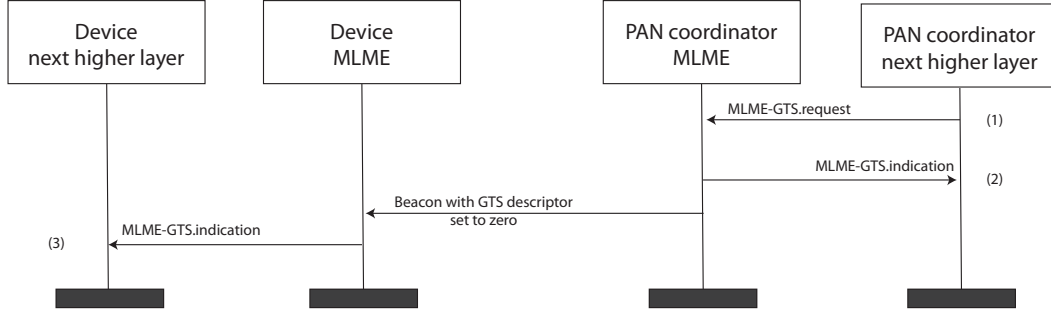 Device
next higher layer
Device
MLME
PAN coordinator
MLME
PAN coordinator
next higher layer
MLME-GTS.request
(1)
MLME-GTS.indication
(2)
Beacon with GTS descriptor
set to zero
MLME-GTS.indication
(3)